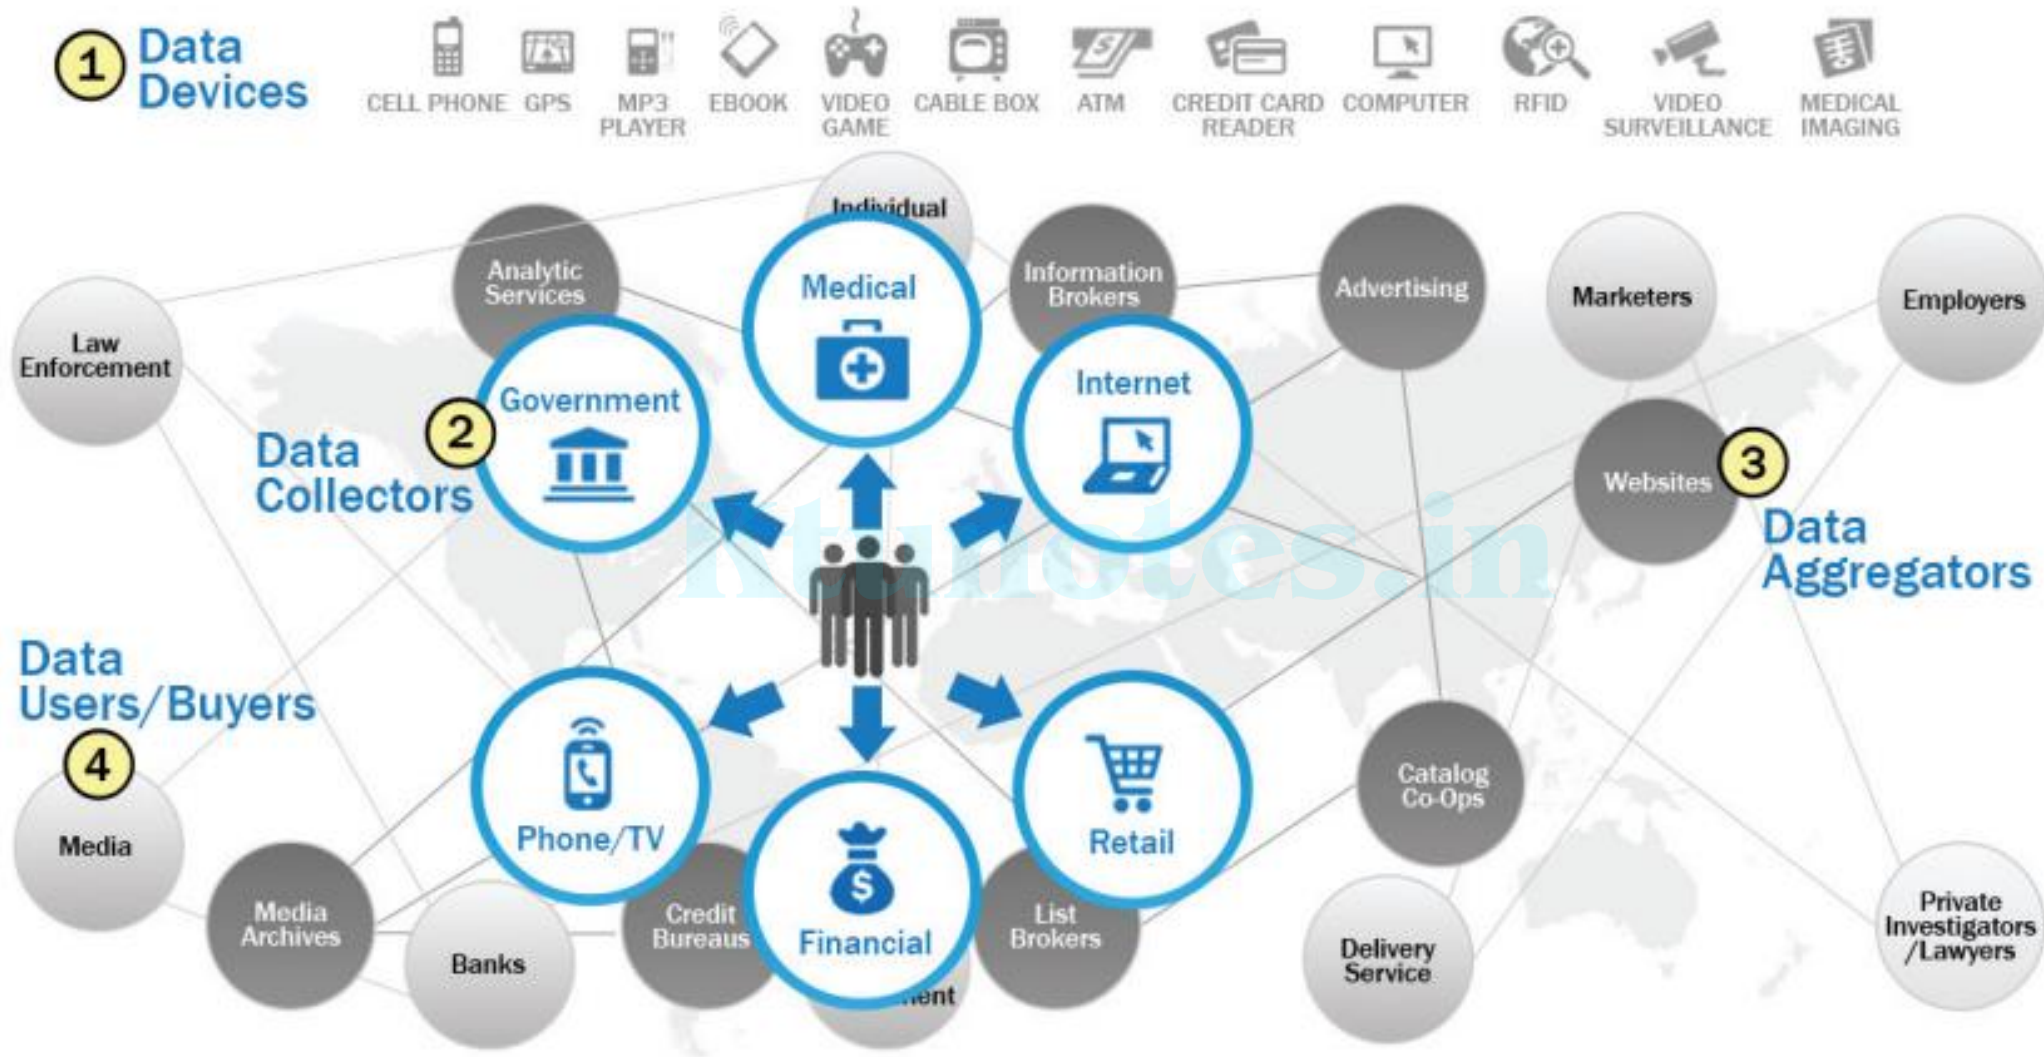 1
Data
Devices
CELL PHONE
GPS
MP3
PLAYER
EBOOK
VIDEO
GAME
CABLE BOX
ATM
CREDIT CARD
READER
COMPUTER
RFID
VIDEO
SURVEILLANCE
MEDICAL
IMAGING
Individual
Analytic
Services
Medical
Information
Brokers
Advertising
Marketers
Employers
Law
Enforcement
Government
2
Data
Collectors
Internet
Websites
3
Data
Aggregators
ktunotes.in
Data
Users/Buyers
4
Media
Media
Archives
Banks
Phone/TV
Credit
Bureaus
$
Financial
List
Brokers
Retail
Catalog
Co-Ops
Delivery
Service
Private
Investigators
/Lawyers